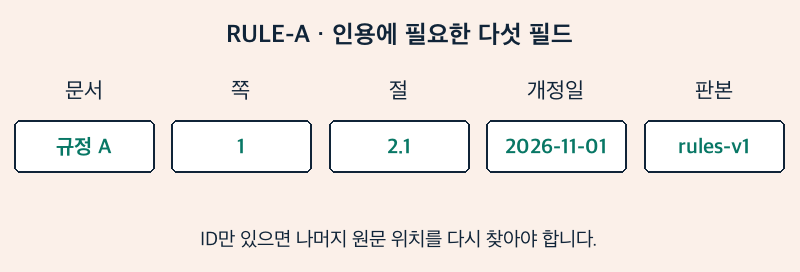 RULE-A · 인용에 필요한 다섯 필드
문서 쪽 절 개정일 판본
규정 A 1 2.1 2026-11-01 rules-v1
ID만 있으면 나머지 원문 위치를 다시 찾아야 합니다.